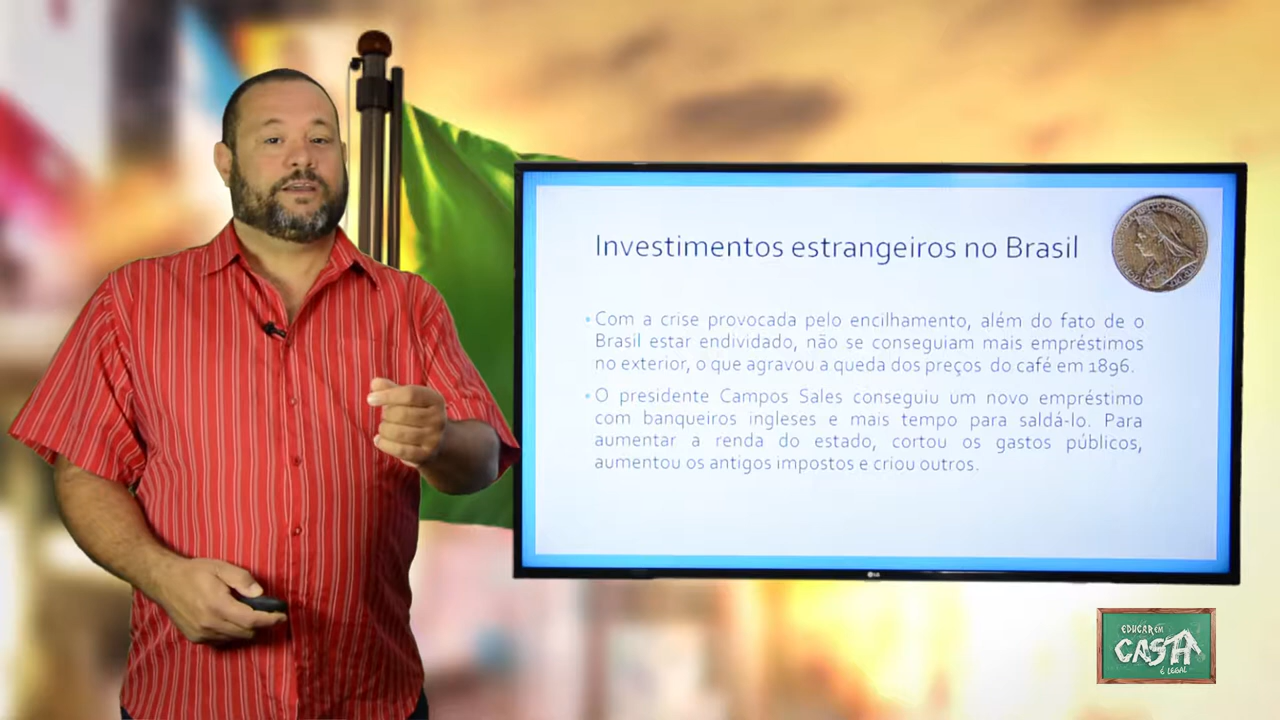 Investimentos estrangeiros no Brasil
Com a crise provocada pelo encilhamento, além do fato de o
Brasil estar endividado, não se conseguiam mais empréstimos
no exterior, o que agravou a queda dos preços do café em 1896.
O presidente Campos Sales conseguiu um novo empréstimo
com banqueiros ingleses e mais tempo para saldá-lo. Para
aumentar a renda do estado, cortou os gastos públicos,
aumentou os antigos impostos e criou outros.
LG
EDUCAR EM
CASA
É LEGAL